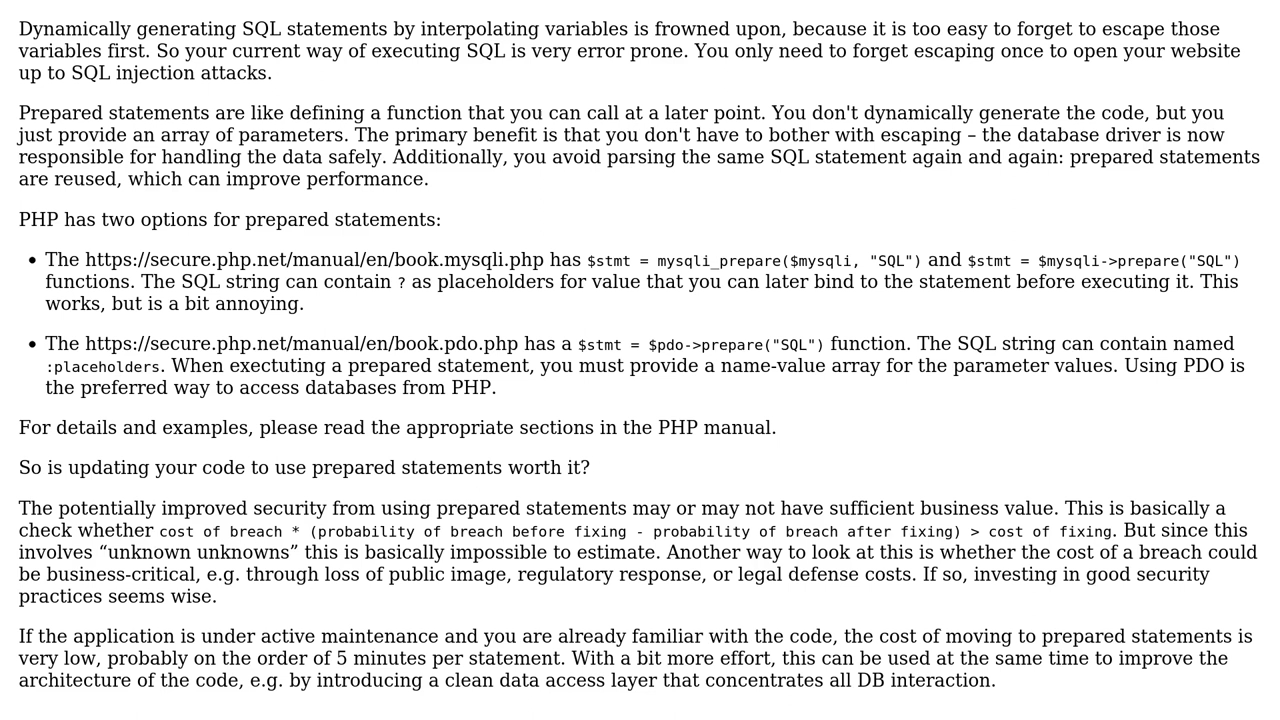 Dynamically generating SQL statements by interpolating variables is frowned upon, because it is too easy to forget to escape those
variables first. So your current way of executing SQL is very error prone. You only need to forget escaping once to open your website
up to SQL injection attacks.
Prepared statements are like defining a function that you can call at a later point. You don't dynamically generate the code, but you
just provide an array of parameters. The primary benefit is that you don't have to bother with escaping – the database driver is now
responsible for handling the data safely. Additionally, you avoid parsing the same SQL statement again and again: prepared statements
are reused, which can improve performance.
PHP has two options for prepared statements:
• The https://secure.php.net/manual/en/book.mysqli.php has $stmt = mysqli_prepare($mysqli, "SQL") and $stmt = $mysqli->prepare("SQL")
functions. The SQL string can contain ? as placeholders for value that you can later bind to the statement before executing it. This
works, but is a bit annoying.
• The https://secure.php.net/manual/en/book.pdo.php has a $stmt = $pdo->prepare("SQL") function. The SQL string can contain named
:placeholders. When exectuting a prepared statement, you must provide a name-value array for the parameter values. Using PDO is
the preferred way to access databases from PHP.
For details and examples, please read the appropriate sections in the PHP manual.
So is updating your code to use prepared statements worth it?
The potentially improved security from using prepared statements may or may not have sufficient business value. This is basically a
check whether cost of breach * (probability of breach before fixing - probability of breach after fixing) > cost of fixing. But since this
involves “unknown unknowns” this is basically impossible to estimate. Another way to look at this is whether the cost of a breach could
be business-critical, e.g. through loss of public image, regulatory response, or legal defense costs. If so, investing in good security
practices seems wise.
If the application is under active maintenance and you are already familiar with the code, the cost of moving to prepared statements is
very low, probably on the order of 5 minutes per statement. With a bit more effort, this can be used at the same time to improve the
architecture of the code, e.g. by introducing a clean data access layer that concentrates all DB interaction.